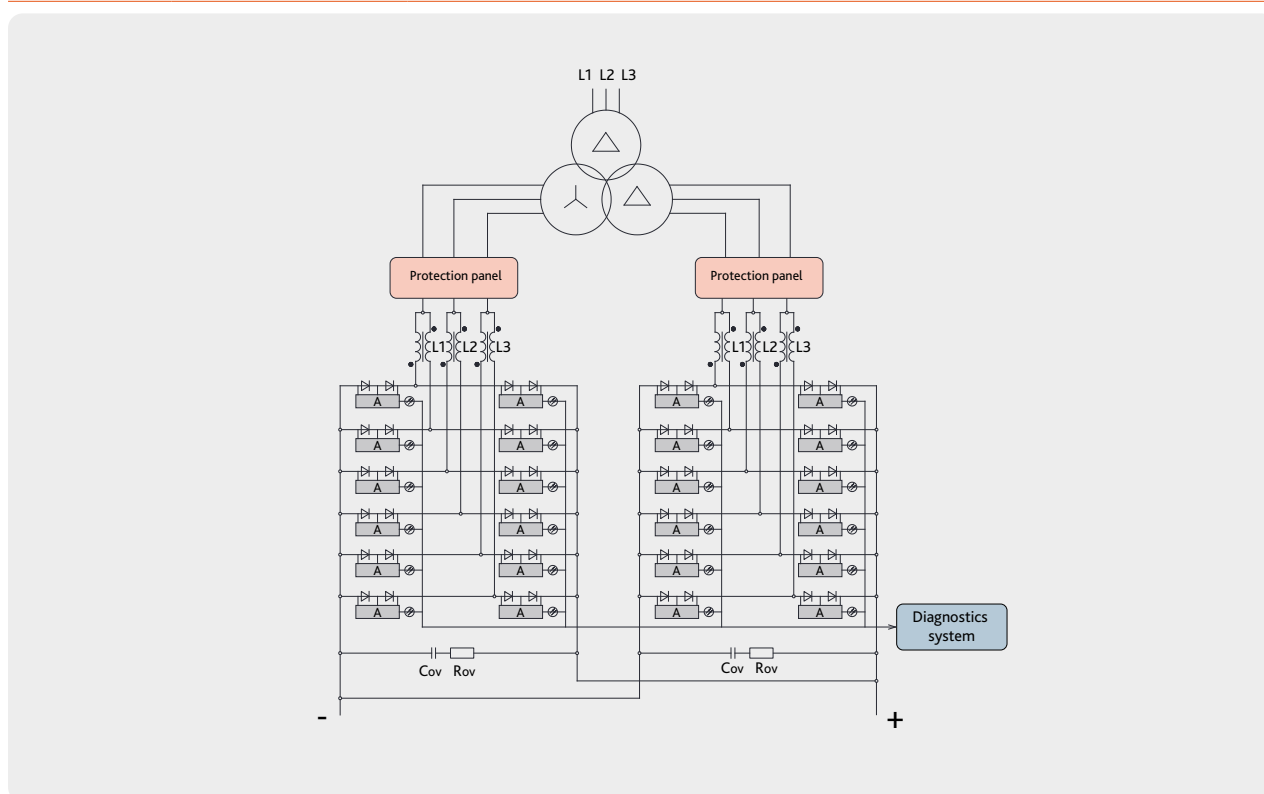 L1 L2 L3
Protection panel
Protection panel
L1 L2 L3
L1 L2 L3
A A A A
A A A A
A A A A
A A A A
A A A A
A A A A
Diagnostics
system
Cov Rov
Cov Rov
- +